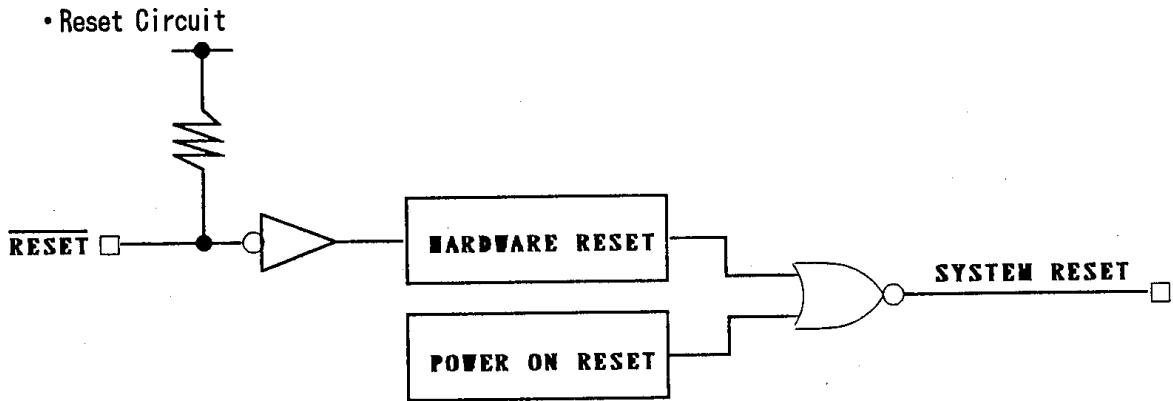 ・Reset Circuit
RESET
HARDWARE RESET
SYSTEM RESET
POWER ON RESET